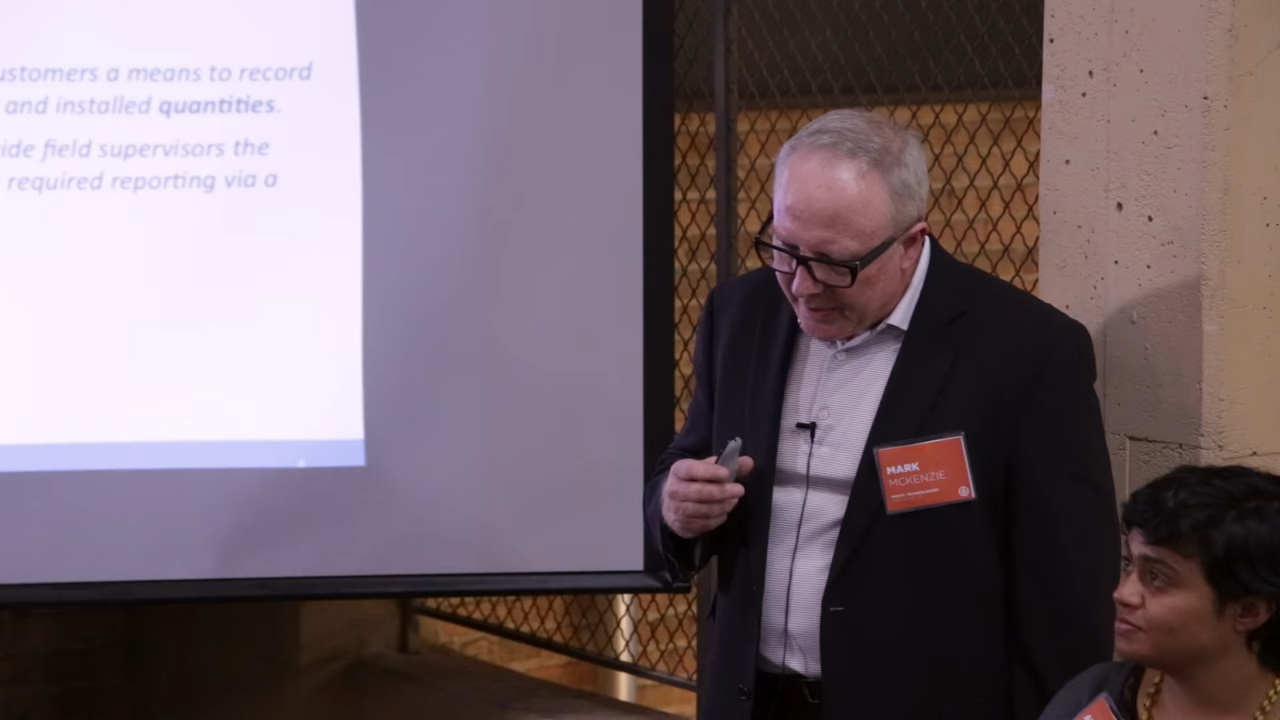 ustomers a means to record
and installed quantities.
ide field supervisors the
required reporting via a
MARK
MCKENZIE